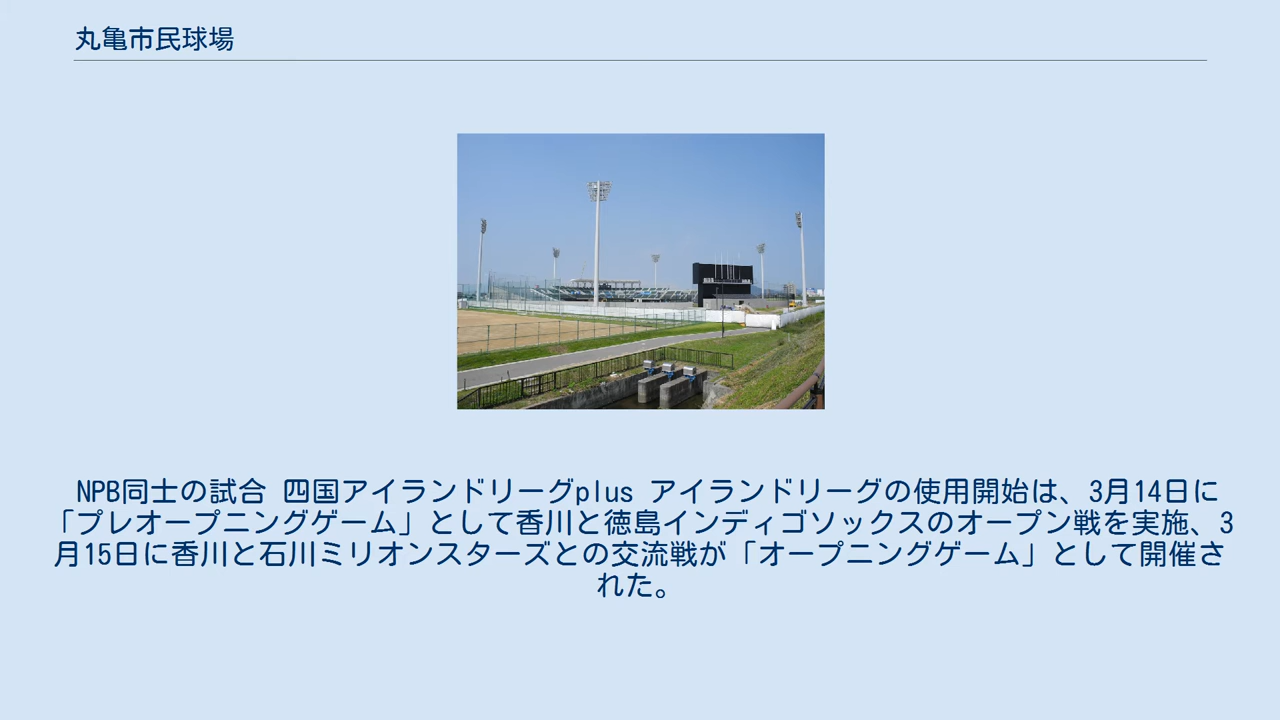 丸亀市民球場
NPB同士の試合 四国アイランドリーグplus アイランドリーグの使用開始は、3月14日に
「プレオープニングゲーム」として香川と徳島インディゴソックスのオープン戦を実施、3
月15日に香川と石川ミリオンスターズとの交流戦が「オープニングゲーム」として開催さ
れた。